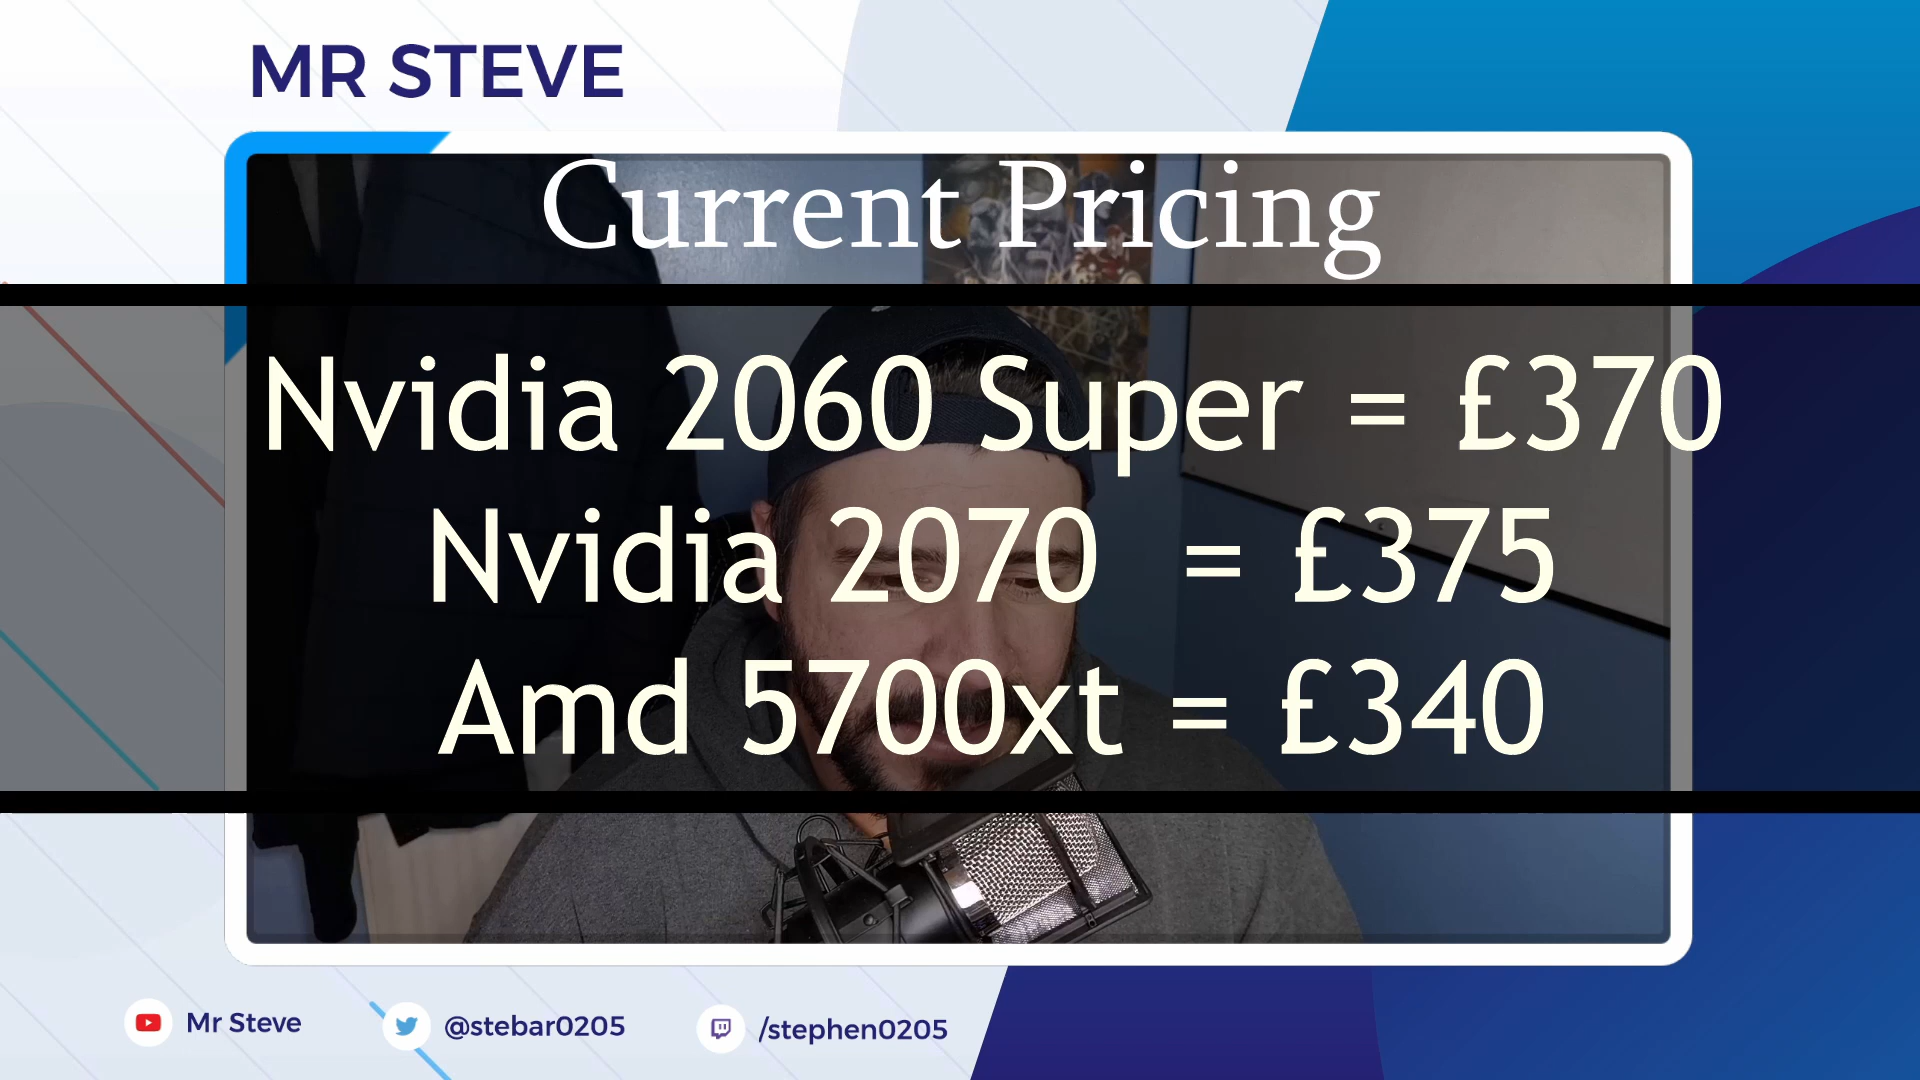 MR STEVE
Current Pricing
Nvidia 2060 Super = £370
Nvidia 2070 = £375
Amd 5700xt = £340
Mr Steve
@stebar0205
/stephen0205